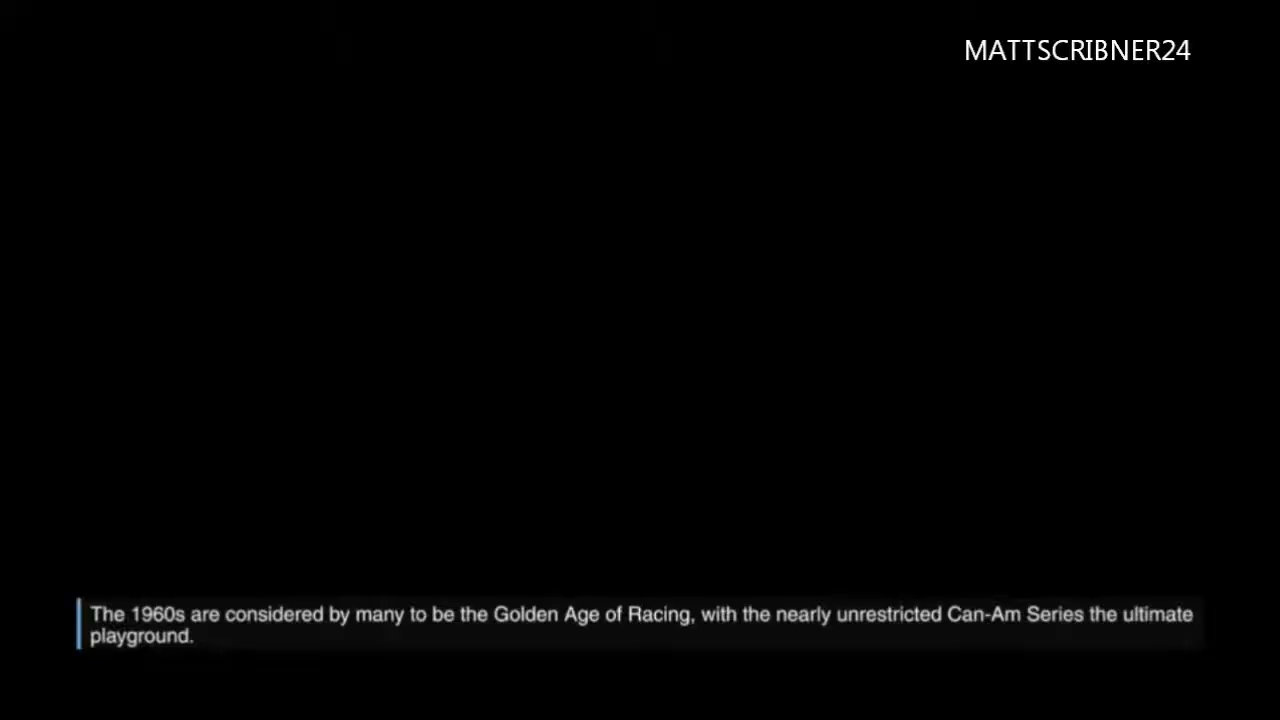 MATTSCRIBNER24
The 1960s are considered by many to be the Golden Age of Racing, with the nearly unrestricted Can-Am Series the ultimate
playground.